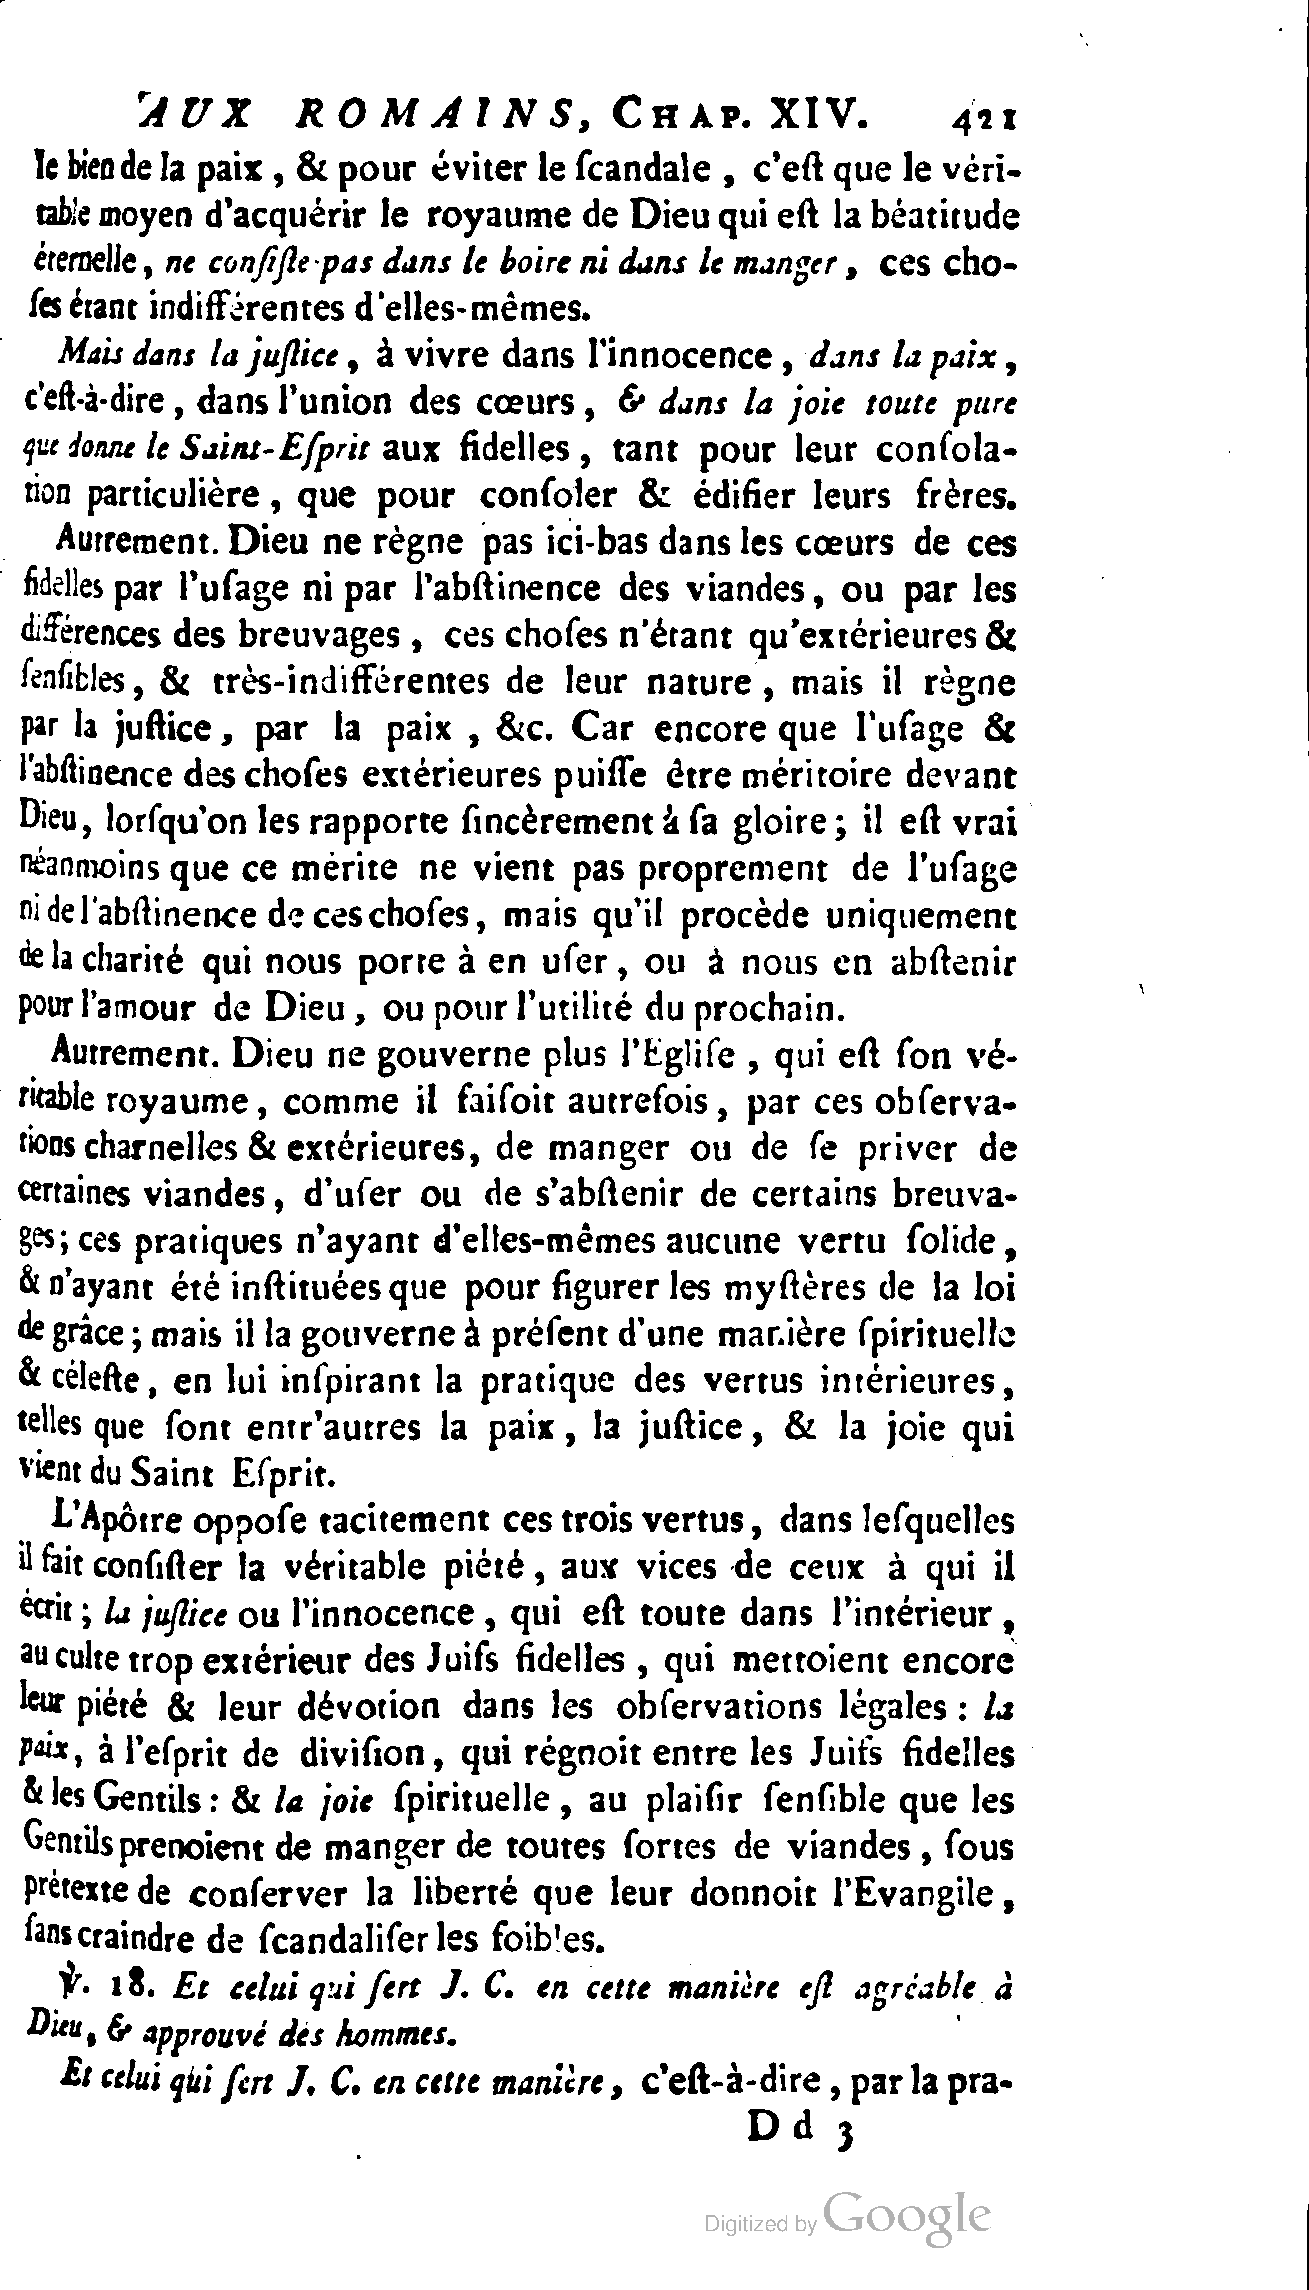 AUX ROMAINS, CHAP. XIV. 421
le bien de la paix, & pour éviter le ſcandale, c'eſt que le véri-
table moyen d'acquérir le royaume de Dieu qui eſt la béatitude
éternelle, ne conſiſte pas dans le boire ni dans le manger, ces cho-
ſes étant indifférentes d'elles-mêmes.
Mais dans la juſtice, à vivre dans l'innocence, dans la paix,
c'eſt-à-dire, dans l'union des cœurs, & dans la joie toute pure
que donne le Saint-Eſprit aux fidelles, tant pour leur conſola-
tion particulière, que pour conſoler & édifier leurs frères.
Autrement. Dieu ne règne pas ici-bas dans les cœurs de ces
fidelles par l'uſage ni par l'abſtinence des viandes, ou par les
différences des breuvages, ces choſes n'étant qu'extérieures &
ſenſibles, & très-indifférentes de leur nature, mais il règne
par la juſtice, par la paix, &c. Car encore que l'uſage &
l'abſtinence des choſes extérieures puiſſe être méritoire devant
Dieu, lorſqu'on les rapporte ſincèrement à ſa gloire; il eſt vrai
néanmoins que ce mérite ne vient pas proprement de l'uſage
ni de l'abſtinence de ces choſes, mais qu'il procède uniquement
de la charité qui nous porte à en uſer, ou à nous en abſtenir
pour l'amour de Dieu, ou pour l'utilité du prochain.
Autrement. Dieu ne gouverne plus l'Egliſe, qui eſt ſon vé-
ritable royaume, comme il faiſoit autrefois, par ces obſerva-
tions charnelles & extérieures, de manger ou de ſe priver de
certaines viandes, d'uſer ou de s'abſtenir de certains breuva-
ges; ces pratiques n'ayant d'elles-mêmes aucune vertu ſolide,
& n'ayant été inſtituées que pour figurer les myſtères de la loi
de grâce; mais il la gouverne à préſent d'une manière ſpirituelle
& céleſte, en lui inſpirant la pratique des vertus intérieures,
telles que ſont entr'autres la paix, la juſtice, & la joie qui
vient du Saint Eſprit.
L'Apôtre oppoſe tacitement ces trois vertus, dans leſquelles
il fait conſiſter la véritable piété, aux vices de ceux à qui il
écrit; la juſtice ou l'innocence, qui eſt toute dans l'intérieur,
au culte trop extérieur des Juifs fidelles, qui mettoient encore
leur piété & leur dévotion dans les obſervations légales : la
paix, à l'eſprit de diviſion, qui régnoit entre les Juifs fidelles
& les Gentils : & la joie ſpirituelle, au plaiſir ſenſible que les
Gentils prenoient de manger de toutes ſortes de viandes, ſous
prétexte de conſerver la liberté que leur donnoit l'Evangile,
ſans craindre de ſcandaliſer les foibles.
℣. 18. Et celui qui ſert J. C. en cette manière eſt agréable à
Dieu, & approuvé des hommes.
Et celui qui ſert J. C. en cette manière, c'eſt-à-dire, par la pra-
D d 3
Digitized by Google